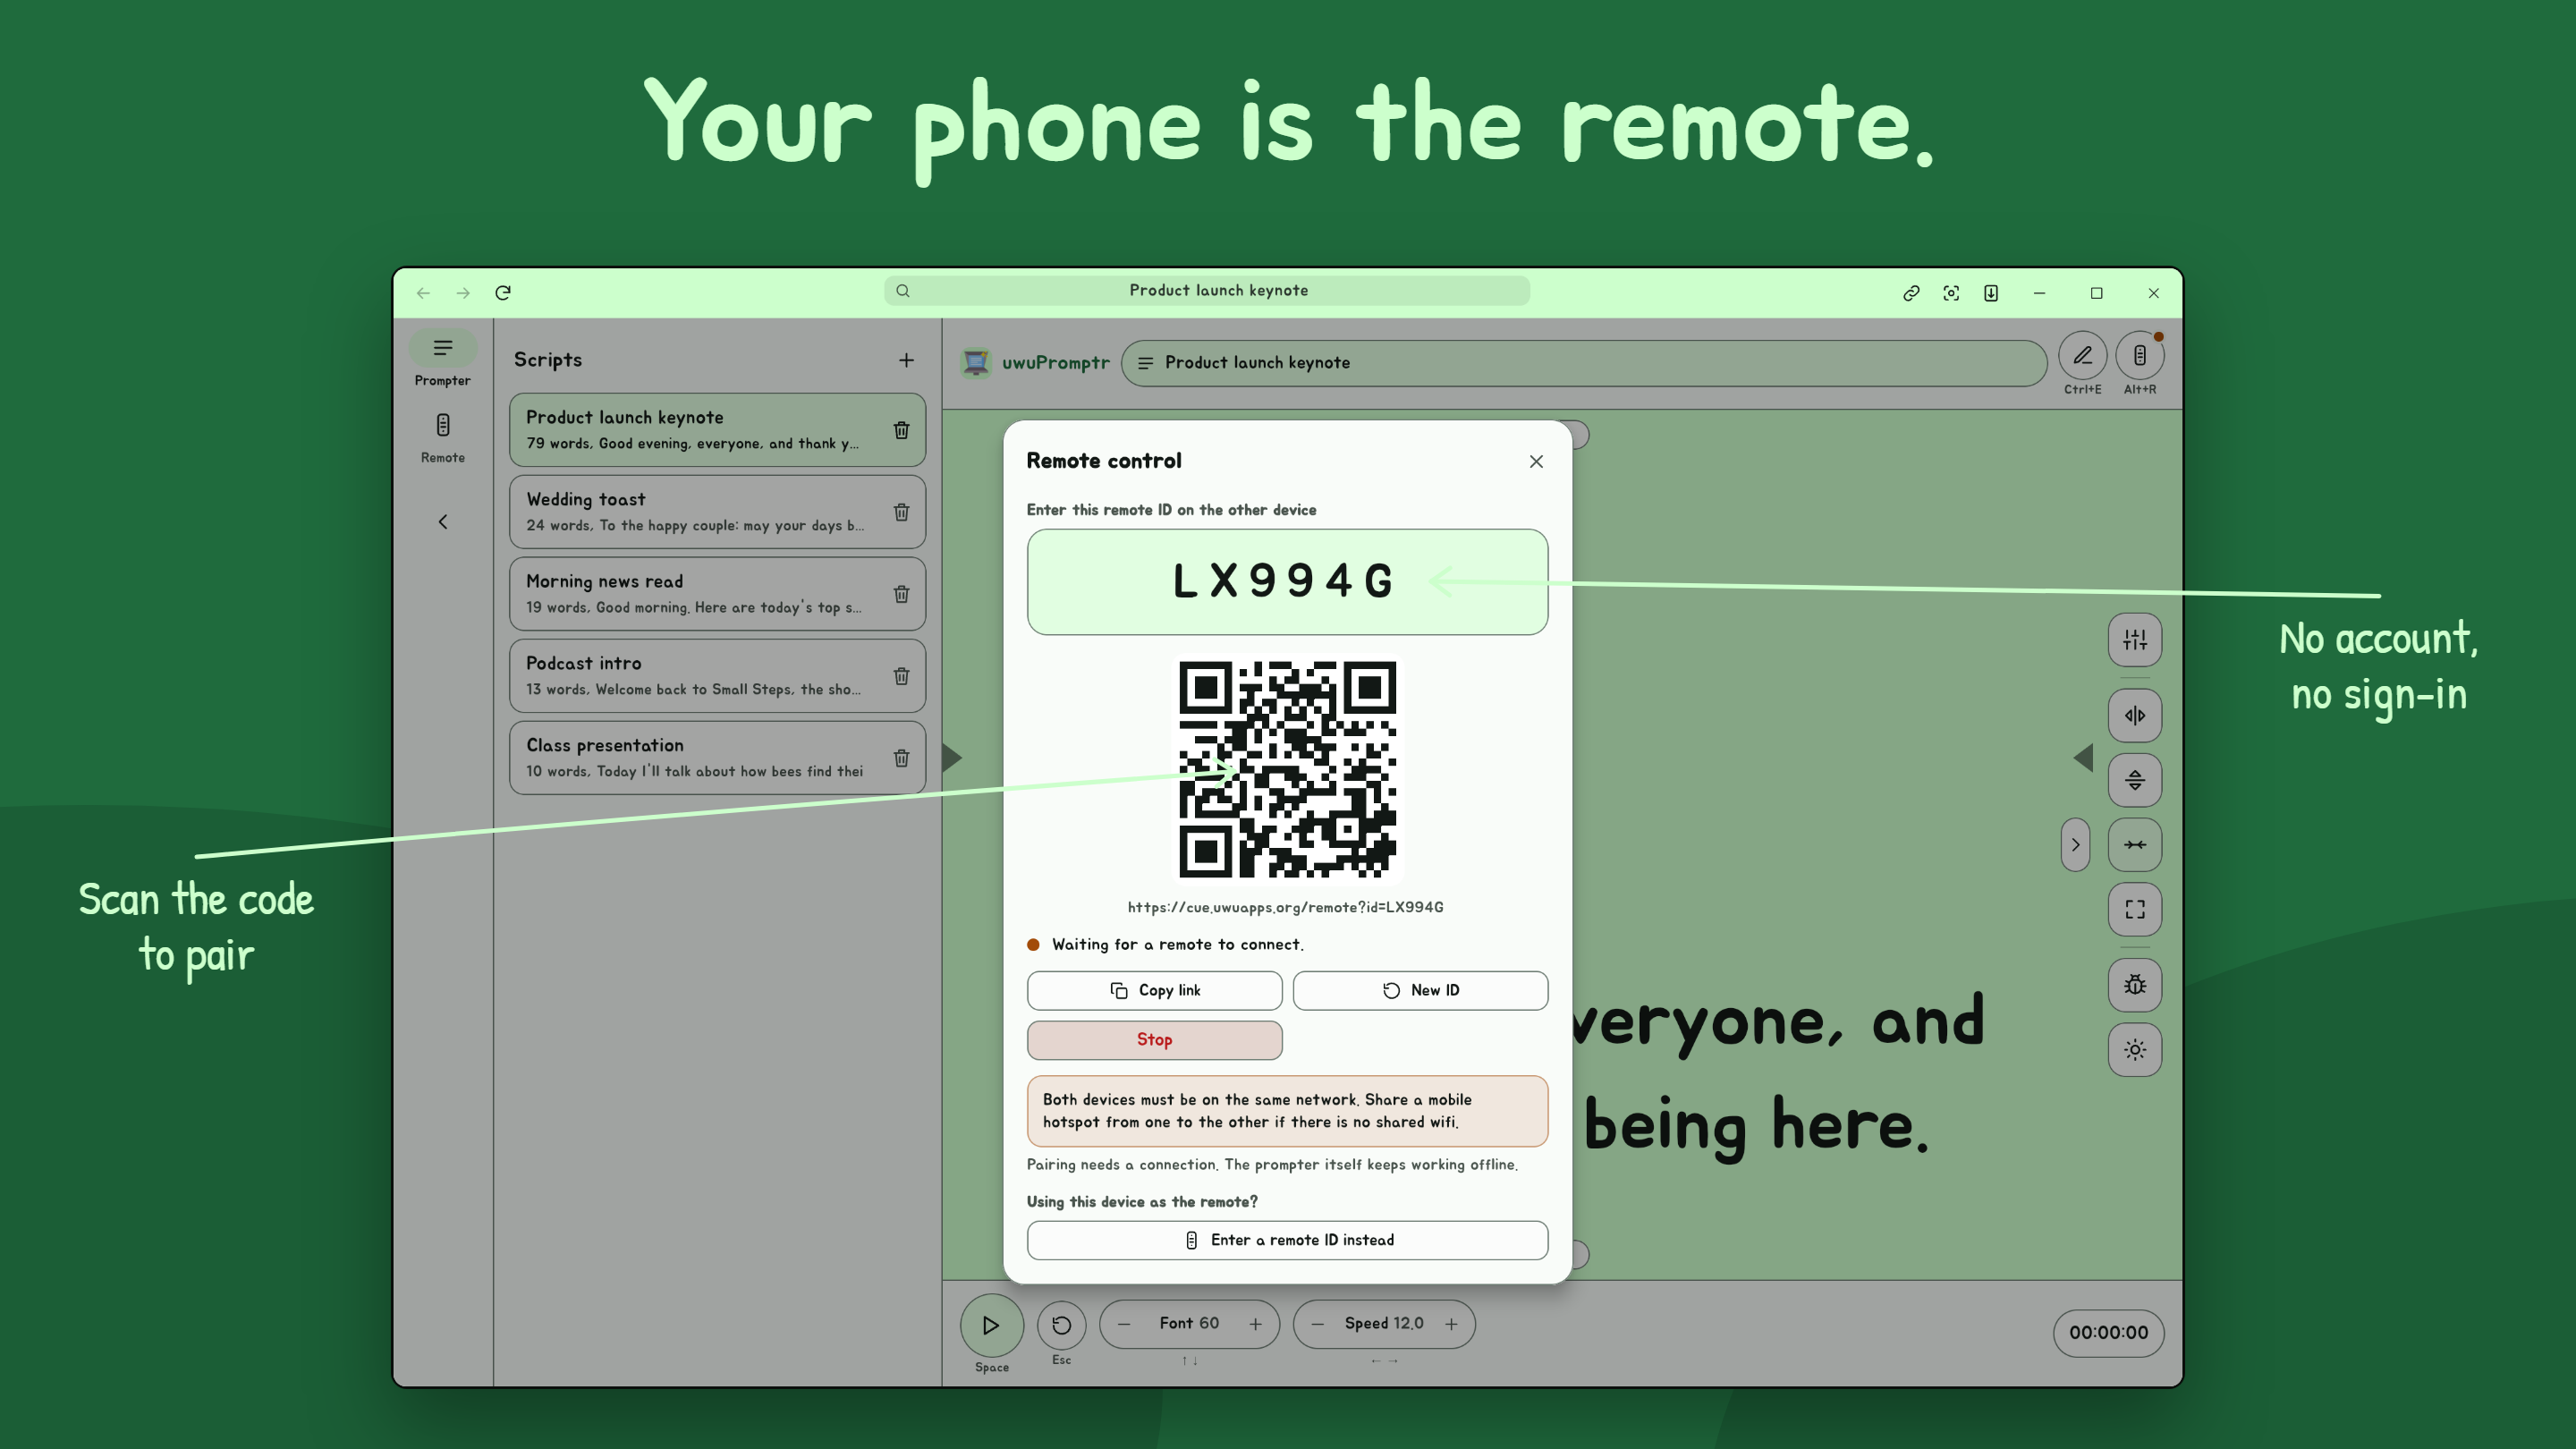 Your phone is the remote.
Product launch keynote
Prompter
Remote
Scripts
Product launch keynote
79 words, Good evening, everyone, and thank y...
Wedding toast
24 words, To the happy couple: may your days b...
Morning news read
19 words, Good morning. Here are today's top s...
Podcast intro
13 words, Welcome back to Small Steps, the sho...
Class presentation
10 words, Today I'll talk about how bees find thei
uwuPromptr
Product launch keynote
Ctrl+E
Alt+R
Remote control
Enter this remote ID on the other device
LX994G
https://cue.uwuapps.org/remote?id=LX994G
Waiting for a remote to connect.
Copy link
New ID
Stop
Both devices must be on the same network. Share a mobile
hotspot from one to the other if there is no shared wifi.
Pairing needs a connection. The prompter itself keeps working offline.
Using this device as the remote?
Enter a remote ID instead
veryone, and
being here.
Space
Esc
Font 60
↑ ↓
Speed 12.0
← →
00:00:00
Scan the code
to pair
No account,
no sign-in